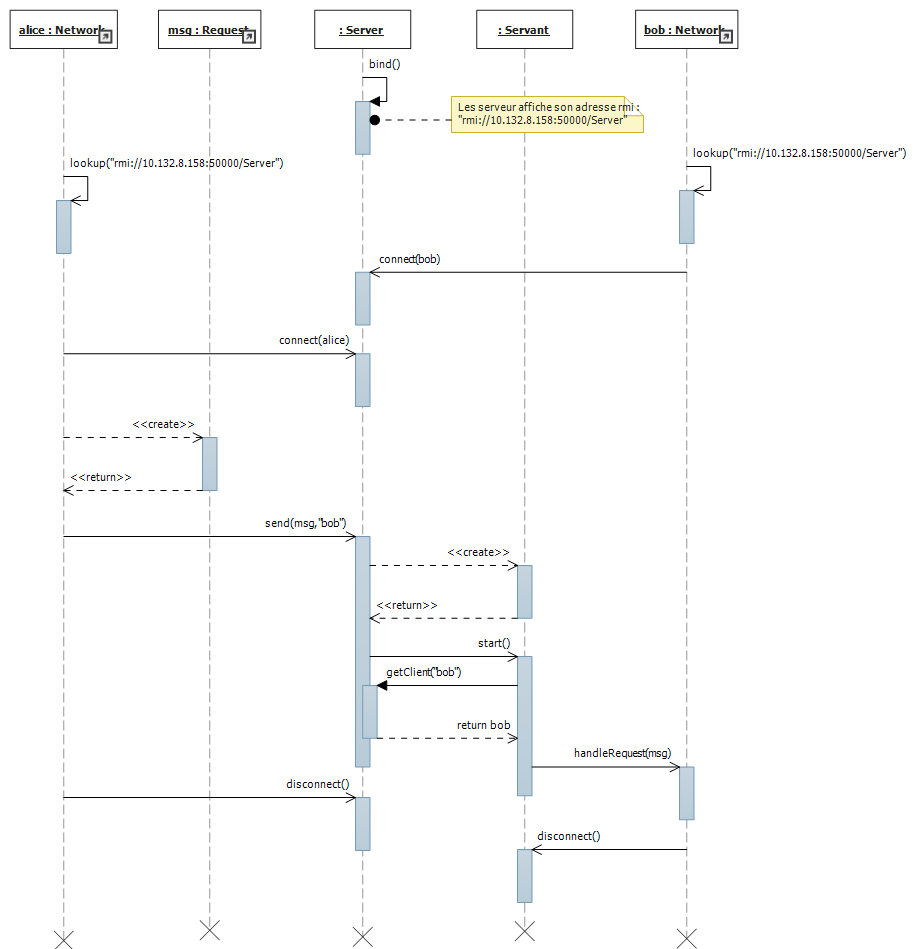 alice : Network
msg : Request
: Server
: Servant
bob : Network
bind()
Les serveur affiche son adresse rmi :
"rmi://10.132.8.158:50000/Server"
lookup("rmi://10.132.8.158:50000/Server")
lookup("rmi://10.132.8.158:50000/Server")
connect(bob)
connect(alice)
<<create>>
<<return>>
send(msg,"bob")
<<create>>
<<return>>
start()
getClient("bob")
return bob
handleRequest(msg)
disconnect()
disconnect()